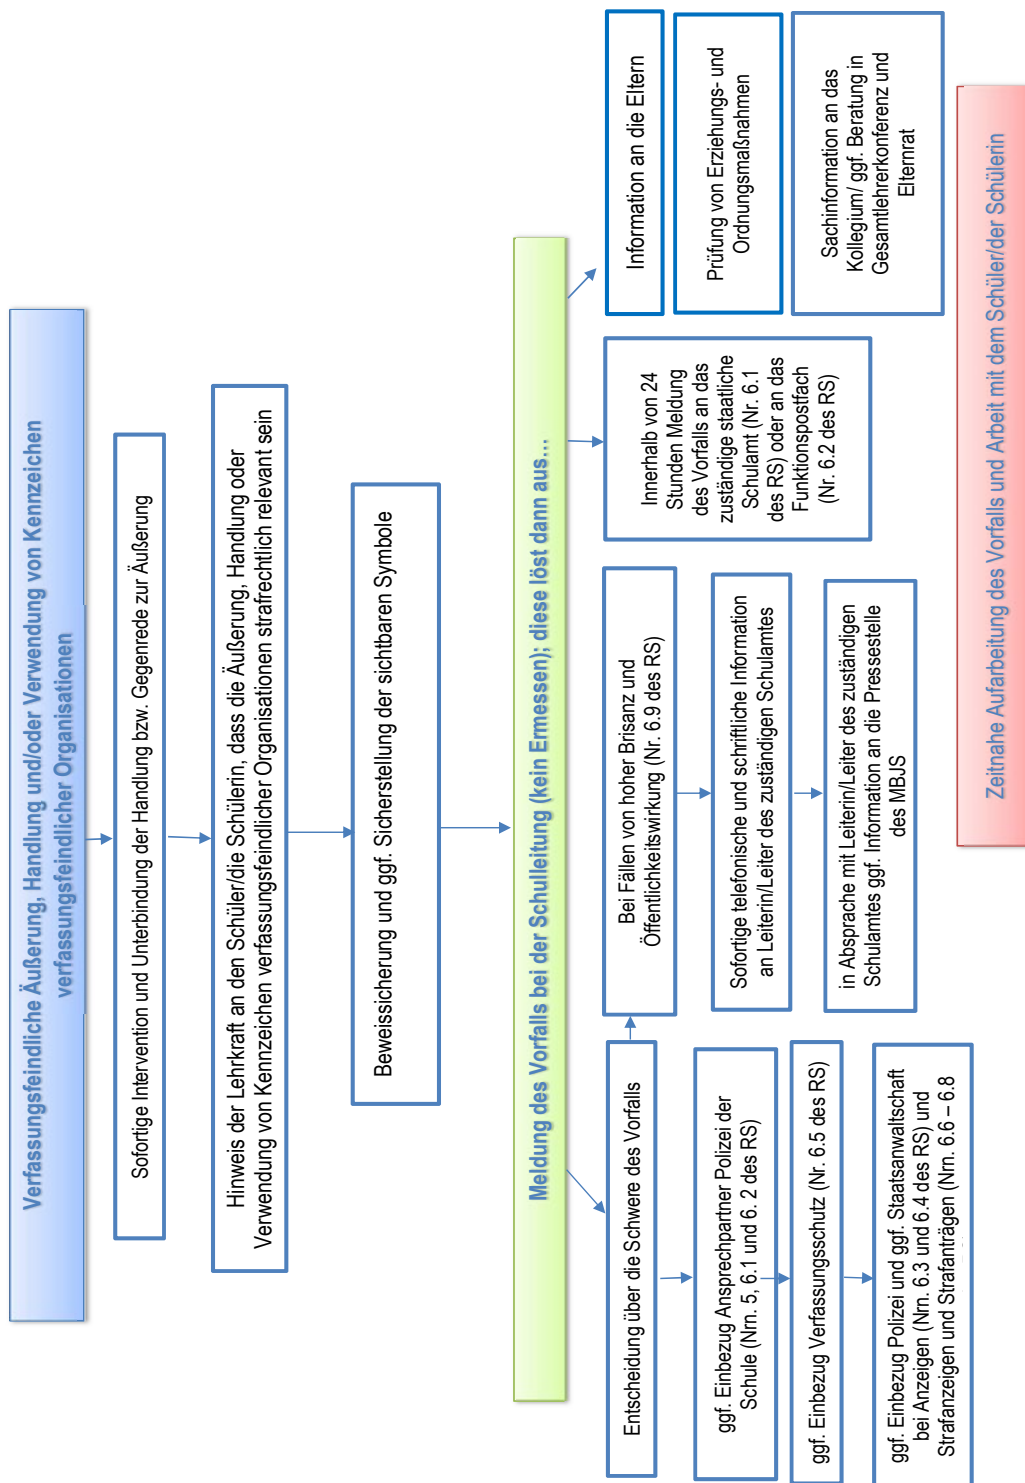 Verfassungsfeindliche Äußerung, Handlung und/oder Verwendung von Kennzeichen
verfassungsfeindlicher Organisationen
Sofortige Intervention und Unterbindung der Handlung bzw. Gegenrede zur Äußerung
Hinweis der Lehrkraft an den Schüler/die Schülerin, dass die Äußerung, Handlung oder
Verwendung von Kennzeichen verfassungsfeindlicher Organisationen strafrechtlich relevant sein
Beweissicherung und ggf. Sicherstellung der sichtbaren Symbole
Meldung des Vorfalls bei der Schulleitung (kein Ermessen); diese löst dann aus…
Entscheidung über die Schwere des Vorfalls
ggf. Einbezug Ansprechpartner Polizei der
Schule (Nrn. 5, 6.1 und 6. 2 des RS)
ggf. Einbezug Verfassungsschutz (Nr. 6.5 des RS)
ggf. Einbezug Polizei und ggf. Staatsanwaltschaft
bei Anzeigen (Nrn. 6.3 und 6.4 des RS) und
Strafanzeigen und Strafanträgen (Nrn. 6.6 – 6.8
Bei Fällen von hoher Brisanz und
Öffentlichkeitswirkung (Nr. 6.9 des RS)
Sofortige telefonische und schriftliche Information
an Leiterin/Leiter des zuständigen Schulamtes
in Absprache mit Leiterin/Leiter des zuständigen
Schulamtes ggf. Information an die Pressestelle
des MBJS
Innerhalb von 24
Stunden Meldung
des Vorfalls an das
zuständige staatliche
Schulamt (Nr. 6.1
des RS) oder an das
Funktionspostfach
(Nr. 6.2 des RS)
Information an die Eltern
Prüfung von Erziehungs- und
Ordnungsmaßnahmen
Sachinformation an das
Kollegium/ ggf. Beratung in
Gesamtlehrerkonferenz und
Elternrat
Zeitnahe Aufarbeitung des Vorfalls und Arbeit mit dem Schüler/der Schülerin